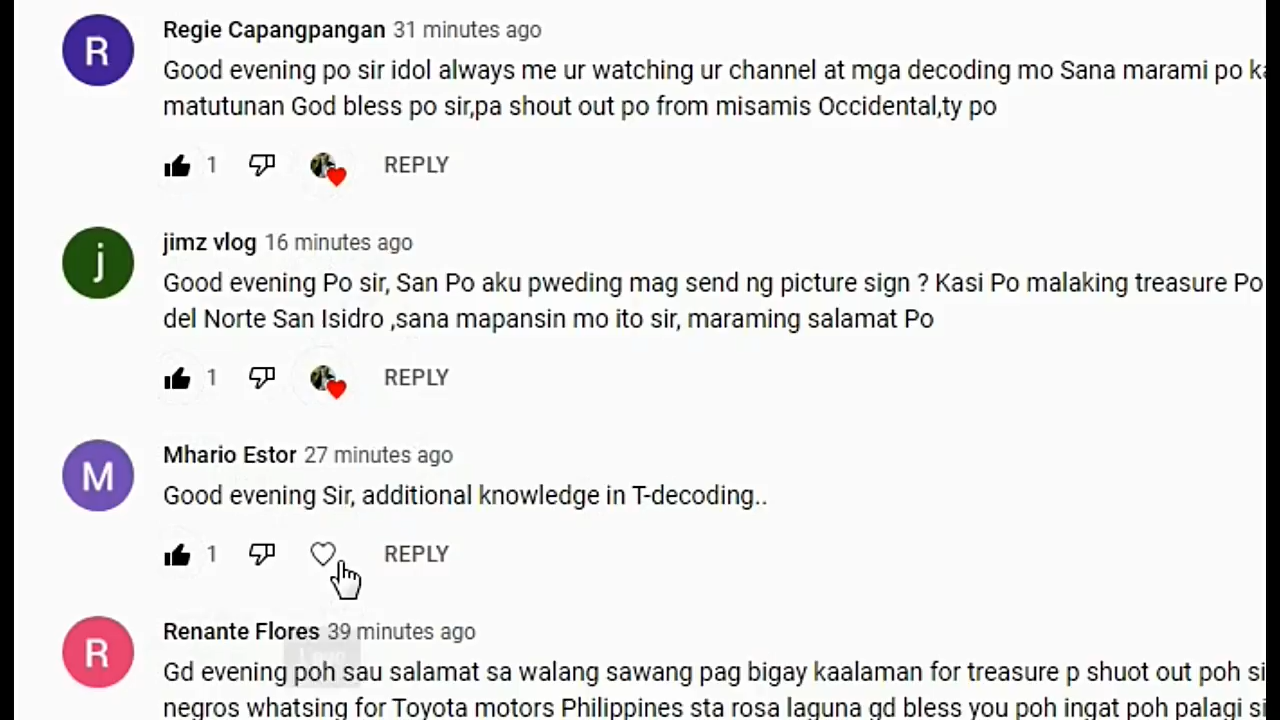 Regie Capangpangan 31 minutes ago
Good evening po sir idol always me ur watching ur channel at mga decoding mo Sana marami po
matutunan God bless po sir,pa shout out po from misamis Occidental,ty po
1 REPLY
jimz vlog 16 minutes ago
Good evening Po sir, San Po aku pweding mag send ng picture sign ? Kasi Po malaking treasure Po
del Norte San Isidro ,sana mapansin mo ito sir, maraming salamat Po
1 REPLY
Mhario Estor 27 minutes ago
Good evening Sir, additional knowledge in T-decoding..
1 REPLY
Renante Flores 39 minutes ago
Gd evening poh sau salamat sa walang sawang pag bigay kaalaman for treasure p shuot out poh
negros whatsing for Toyota motors Philippines sta rosa laguna gd bless you poh ingat poh palagi
R
j
M
R